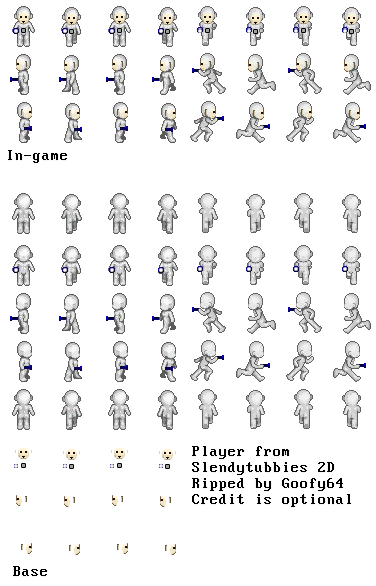 In-game
Player from
Slendytubbies 2D
Ripped by Goofy64
Credit is optional
Base